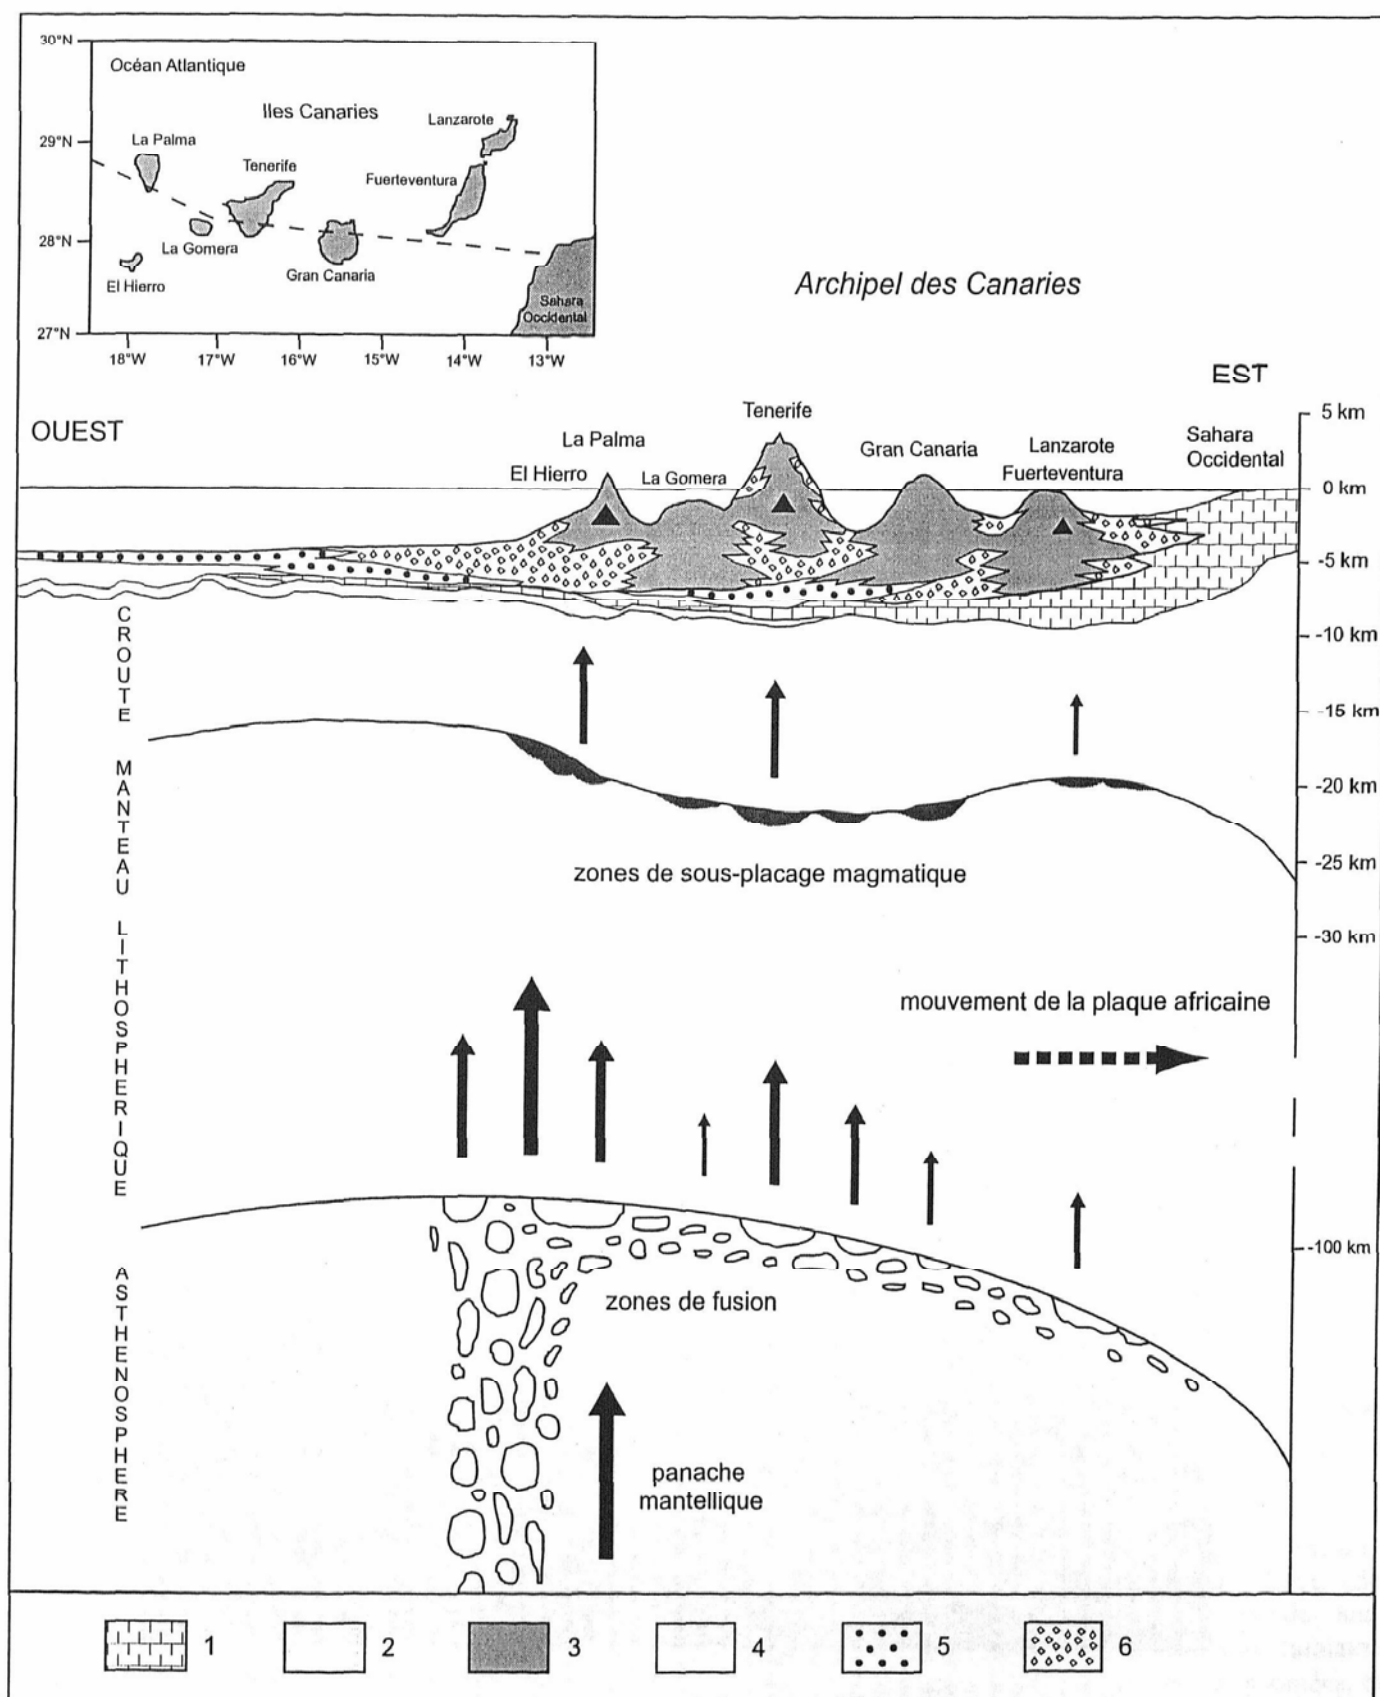 30°N
Océan Atlantique
Iles Canaries
Lanzarote
29°N
La Palma
Tenerife
Fuerteventura
28°N
La Gomera
El Hierro
Gran Canaria
Sahara
Occidental
27°N
18°W
17°W
16°W
15°W
14°W
13°W
Archipel des Canaries
EST
OUEST
Tenerife
5 km
La Palma
Gran Canaria
Lanzarote
Sahara
Occidental
El Hierro
La Gomera
Fuerteventura
0 km
-5 km
-10 km
CROUTE
-15 km
MANTEAU LITHOSPHERIQUE
-20 km
-25 km
zones de sous-placage magmatique
-30 km
mouvement de la plaque africaine
-100 km
ASTHENOSPHERE
zones de fusion
panache
mantellique
1
2
3
4
5
6